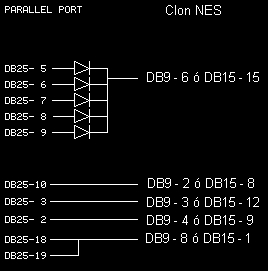 PARALLEL PORT Clon NES
DB25- 5
DB25- 6 DB9 - 6 ó DB15 - 15
DB25- 7
DB25- 8
DB25- 9
DB25-10 DB9 - 2 ó DB15 - 8
DB25- 3 DB9 - 3 ó DB15 - 12
DB25- 2 DB9 - 4 ó DB15 - 9
DB25-18 DB9 - 8 ó DB15 - 1
DB25-19